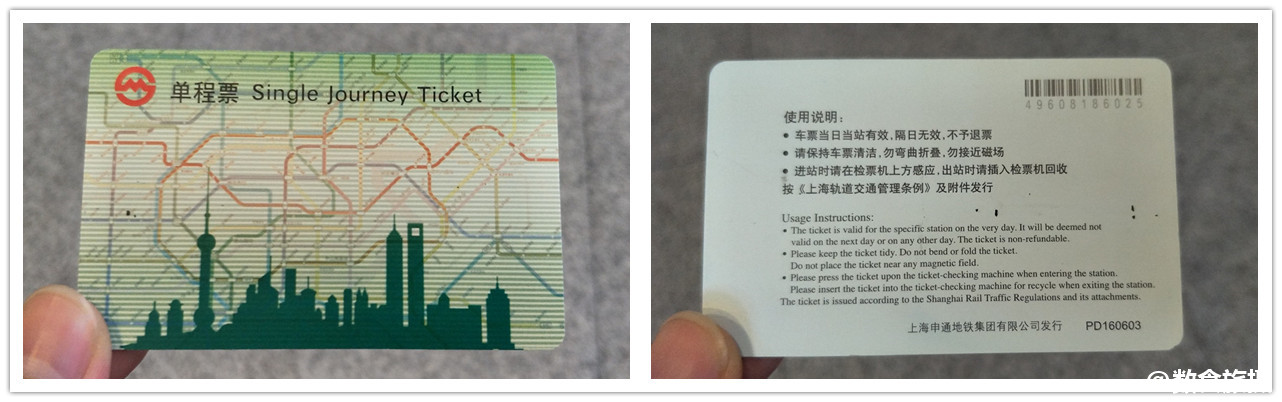 单程票 Single Journey Ticket
49608186025
使用说明:
• 车票当日当站有效,隔日无效,不予退票
• 请保持车票清洁,勿弯曲折叠,勿接近磁场
• 进站时请在检票机上方感应,出站时请插入检票机回收
按《上海轨道交通管理条例》及附件发行
Usage Instructions:
• The ticket is valid for the specific station on the very day. It will be deemed not
valid on the next day or on any other day. The ticket is non-refundable.
• Please keep the ticket tidy. Do not bend or fold the ticket.
Do not place the ticket near any magnetic field.
• Please press the ticket upon the ticket-checking machine when entering the station.
Please insert the ticket into the ticket-checking machine for recycle when exiting the station.
The ticket is issued according to the Shanghai Rail Traffic Regulations and its attachments.
上海申通地铁集团有限公司发行 PD160603